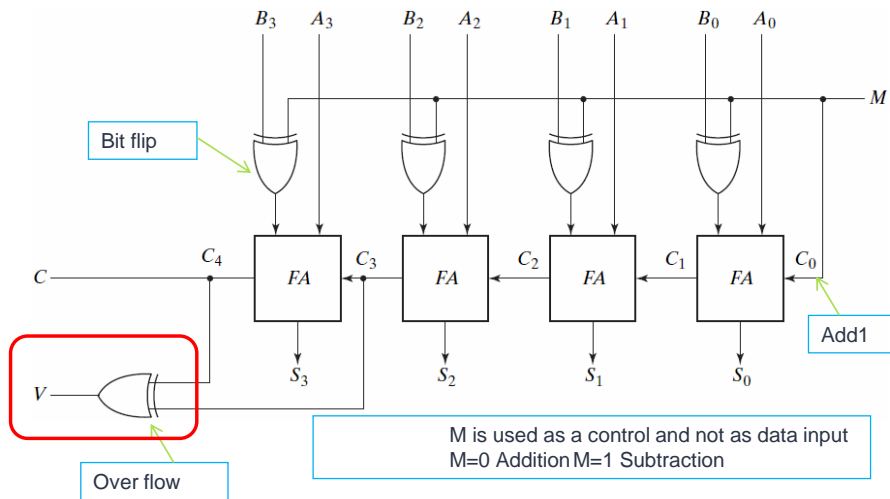 B3 A3 B2 A2 B1 A1 B0 A0
M
Bit flip
C4 C3 C2 C1 C0
C FA FA FA FA
Add1
S3 S2 S1 S0
V
M is used as a control and not as data input
M=0 Addition M=1 Subtraction
Over flow